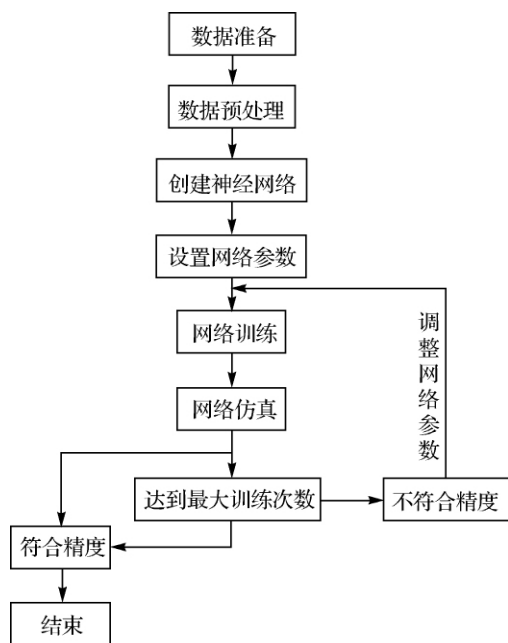 数据准备
数据预处理
创建神经网络
设置网络参数
网络训练
调整网络参数
网络仿真
达到最大训练次数
不符合精度
符合精度
结束